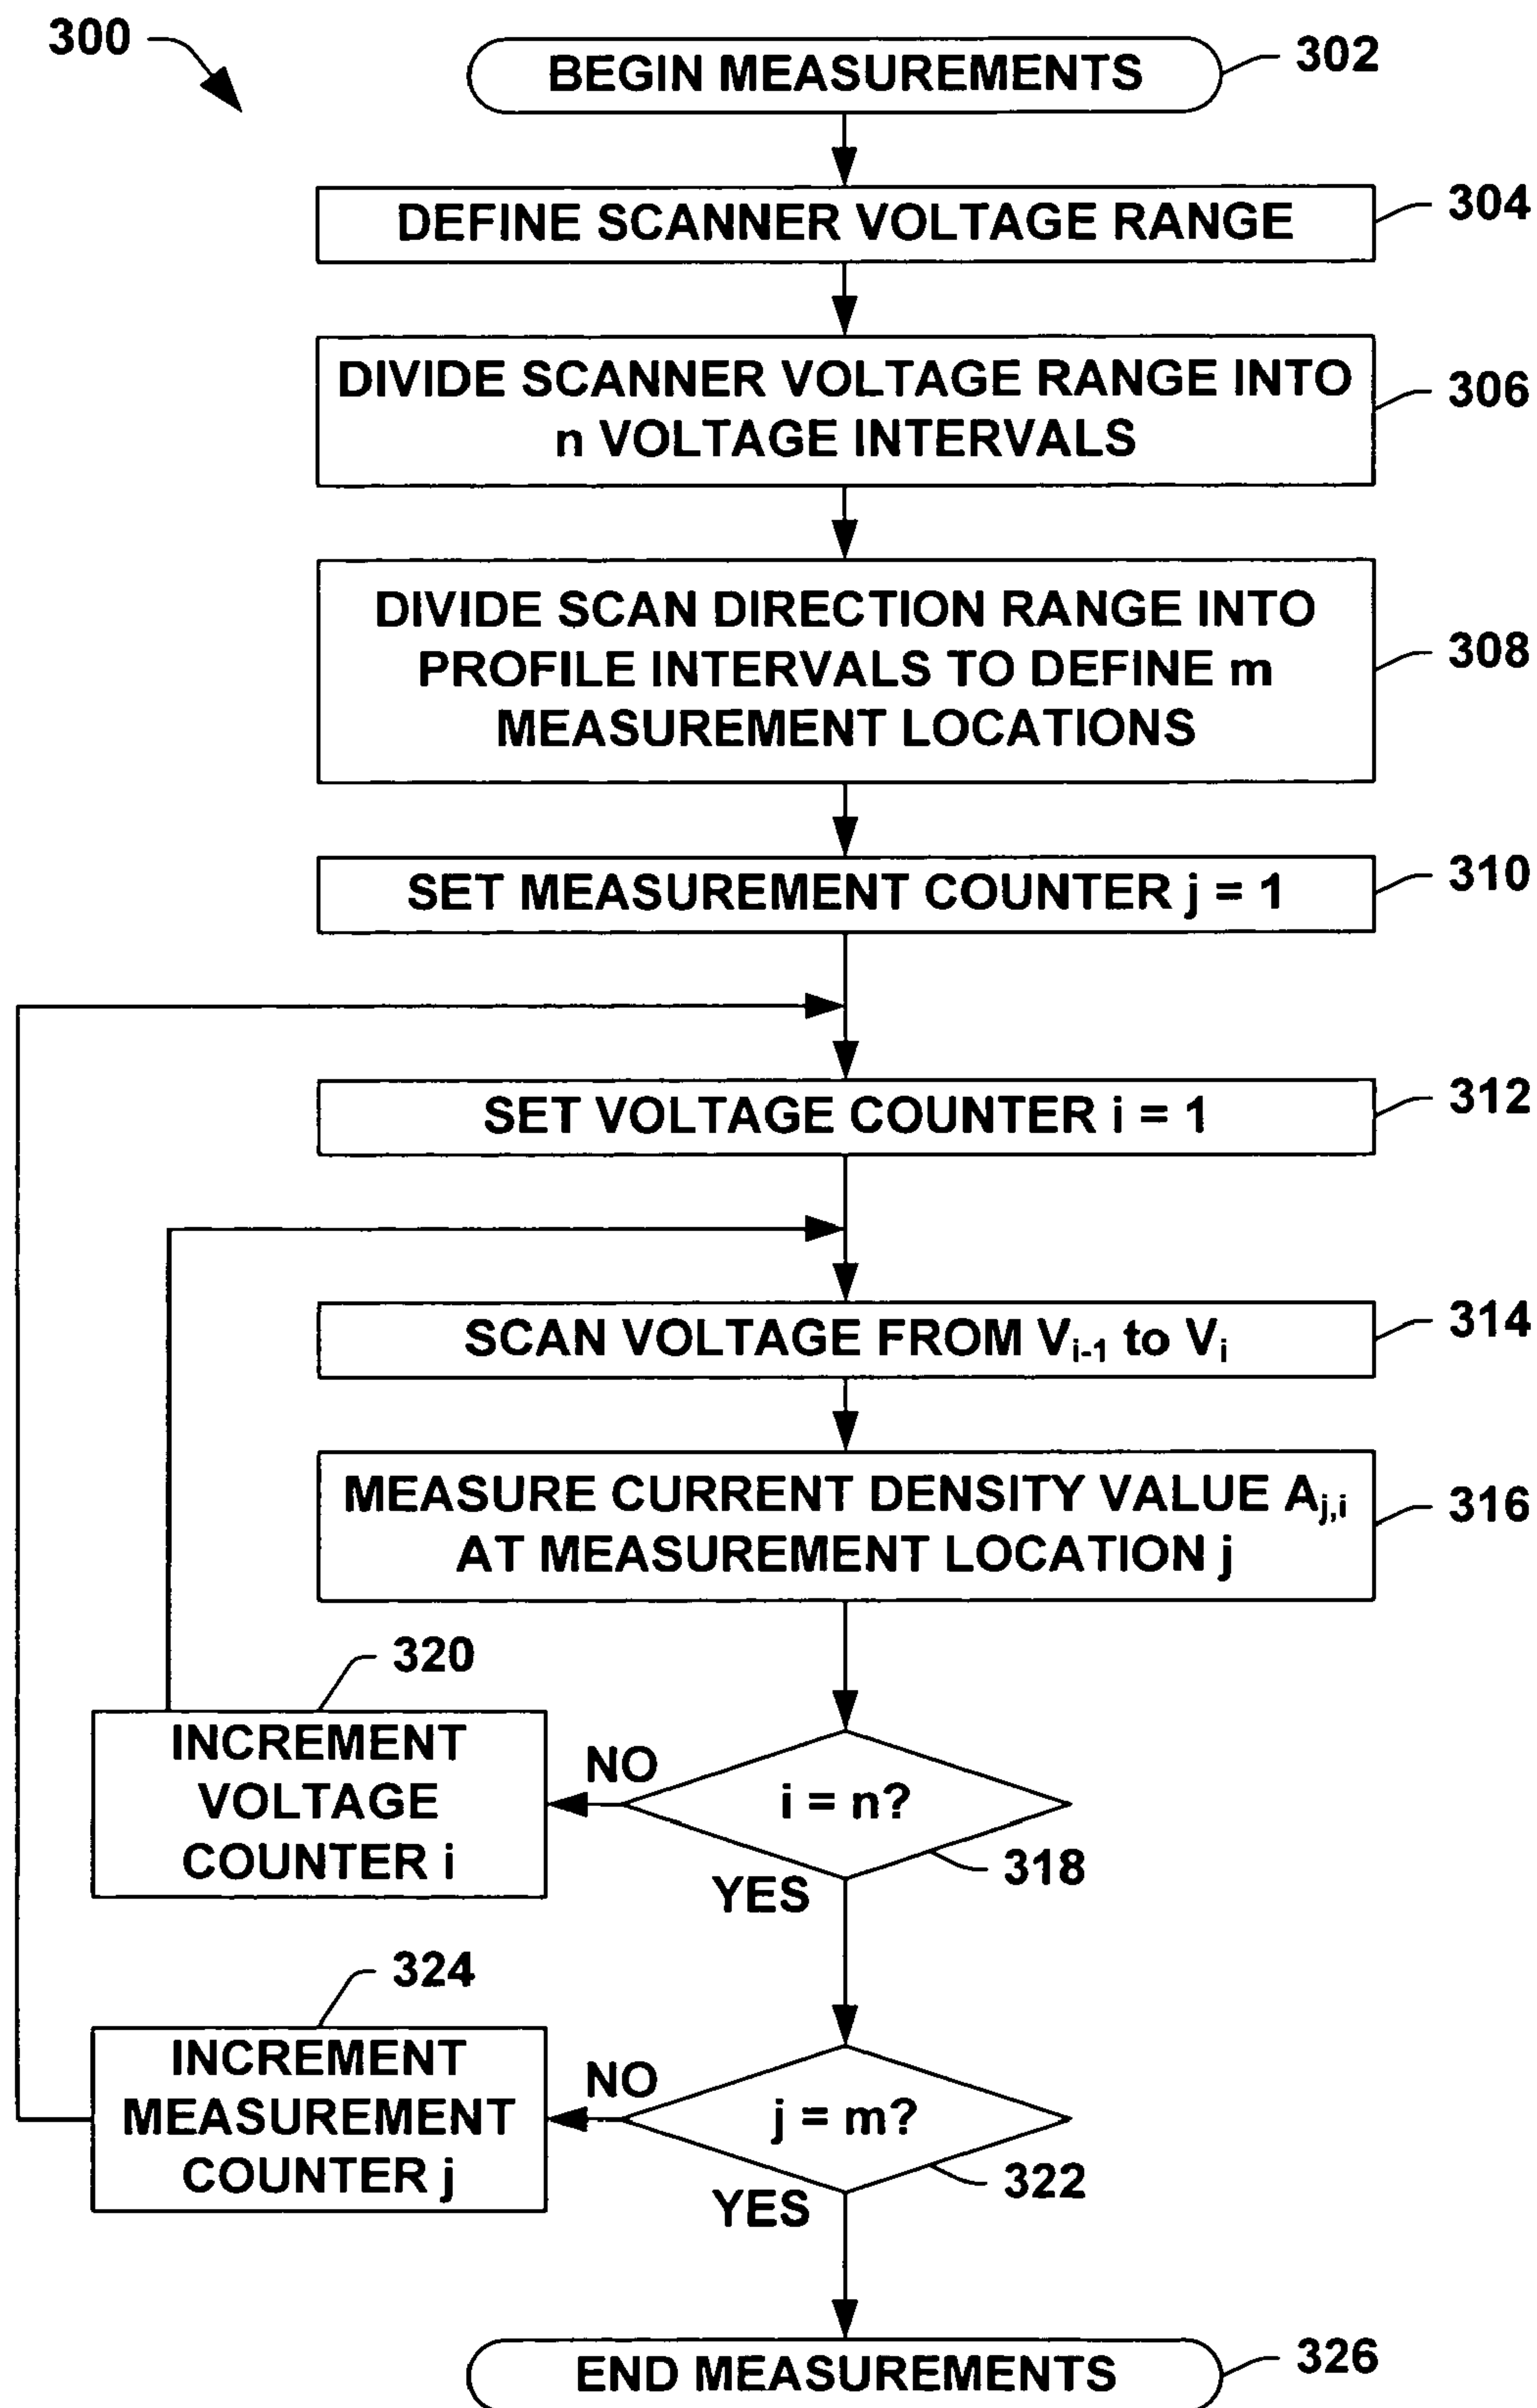 300
BEGIN MEASUREMENTS
302
DEFINE SCANNER VOLTAGE RANGE
304
DIVIDE SCANNER VOLTAGE RANGE INTO
n VOLTAGE INTERVALS
306
DIVIDE SCAN DIRECTION RANGE INTO
PROFILE INTERVALS TO DEFINE m
MEASUREMENT LOCATIONS
308
SET MEASUREMENT COUNTER j = 1
310
SET VOLTAGE COUNTER i = 1
312
SCAN VOLTAGE FROM Vi-1 to Vi
314
MEASURE CURRENT DENSITY VALUE Aj,i
AT MEASUREMENT LOCATION j
316
320
INCREMENT
VOLTAGE
COUNTER i
NO
i = n?
318
YES
324
INCREMENT
MEASUREMENT
COUNTER j
NO
j = m?
322
YES
END MEASUREMENTS
326